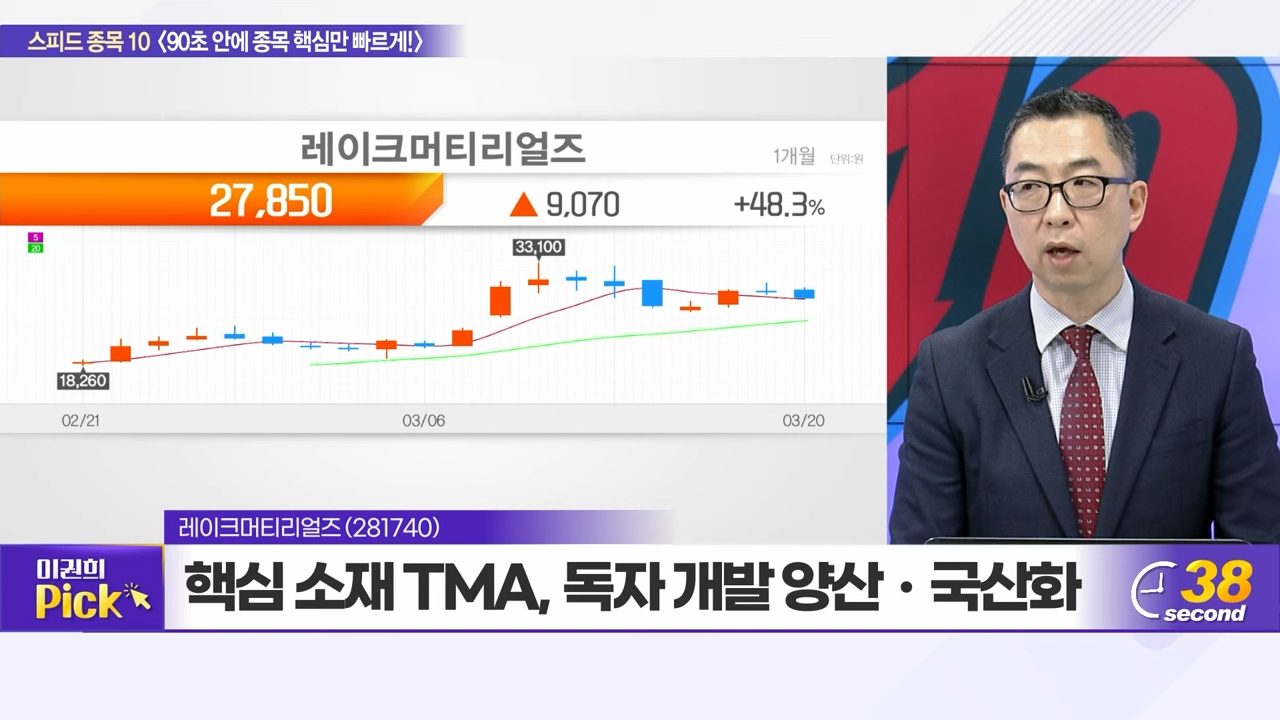 스피드 종목 10 〈90초 안에 종목 핵심만 빠르게!〉
레이크머티리얼즈
1개월 단위:원
27,850 ▲ 9,070 +48.3%
5
20
33,100
18,260
02/21 03/06 03/20
레이크머티리얼즈(281740)
이권희
Pick
핵심 소재 TMA, 독자 개발 양산·국산화
38
second